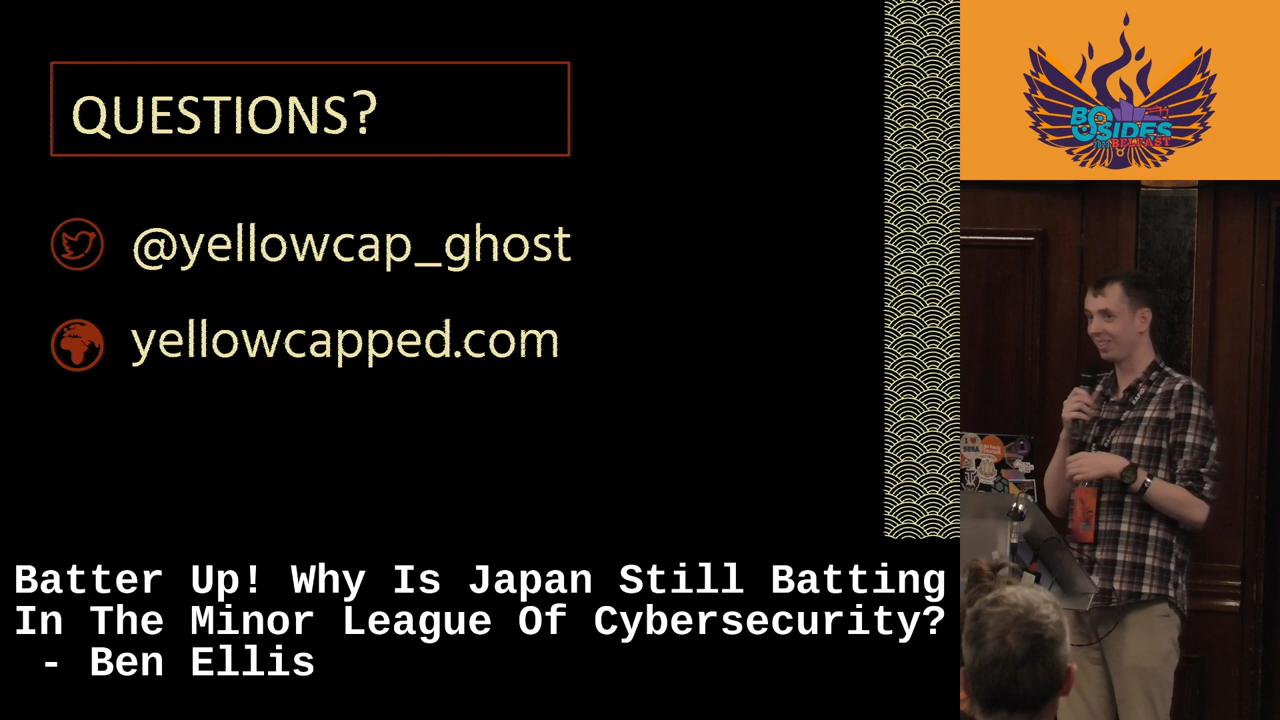 QUESTIONS?
@yellowcap_ghost
yellowcapped.com
Batter Up! Why Is Japan Still Batting
In The Minor League Of Cybersecurity?
- Ben Ellis
BSIDES
BELFAST